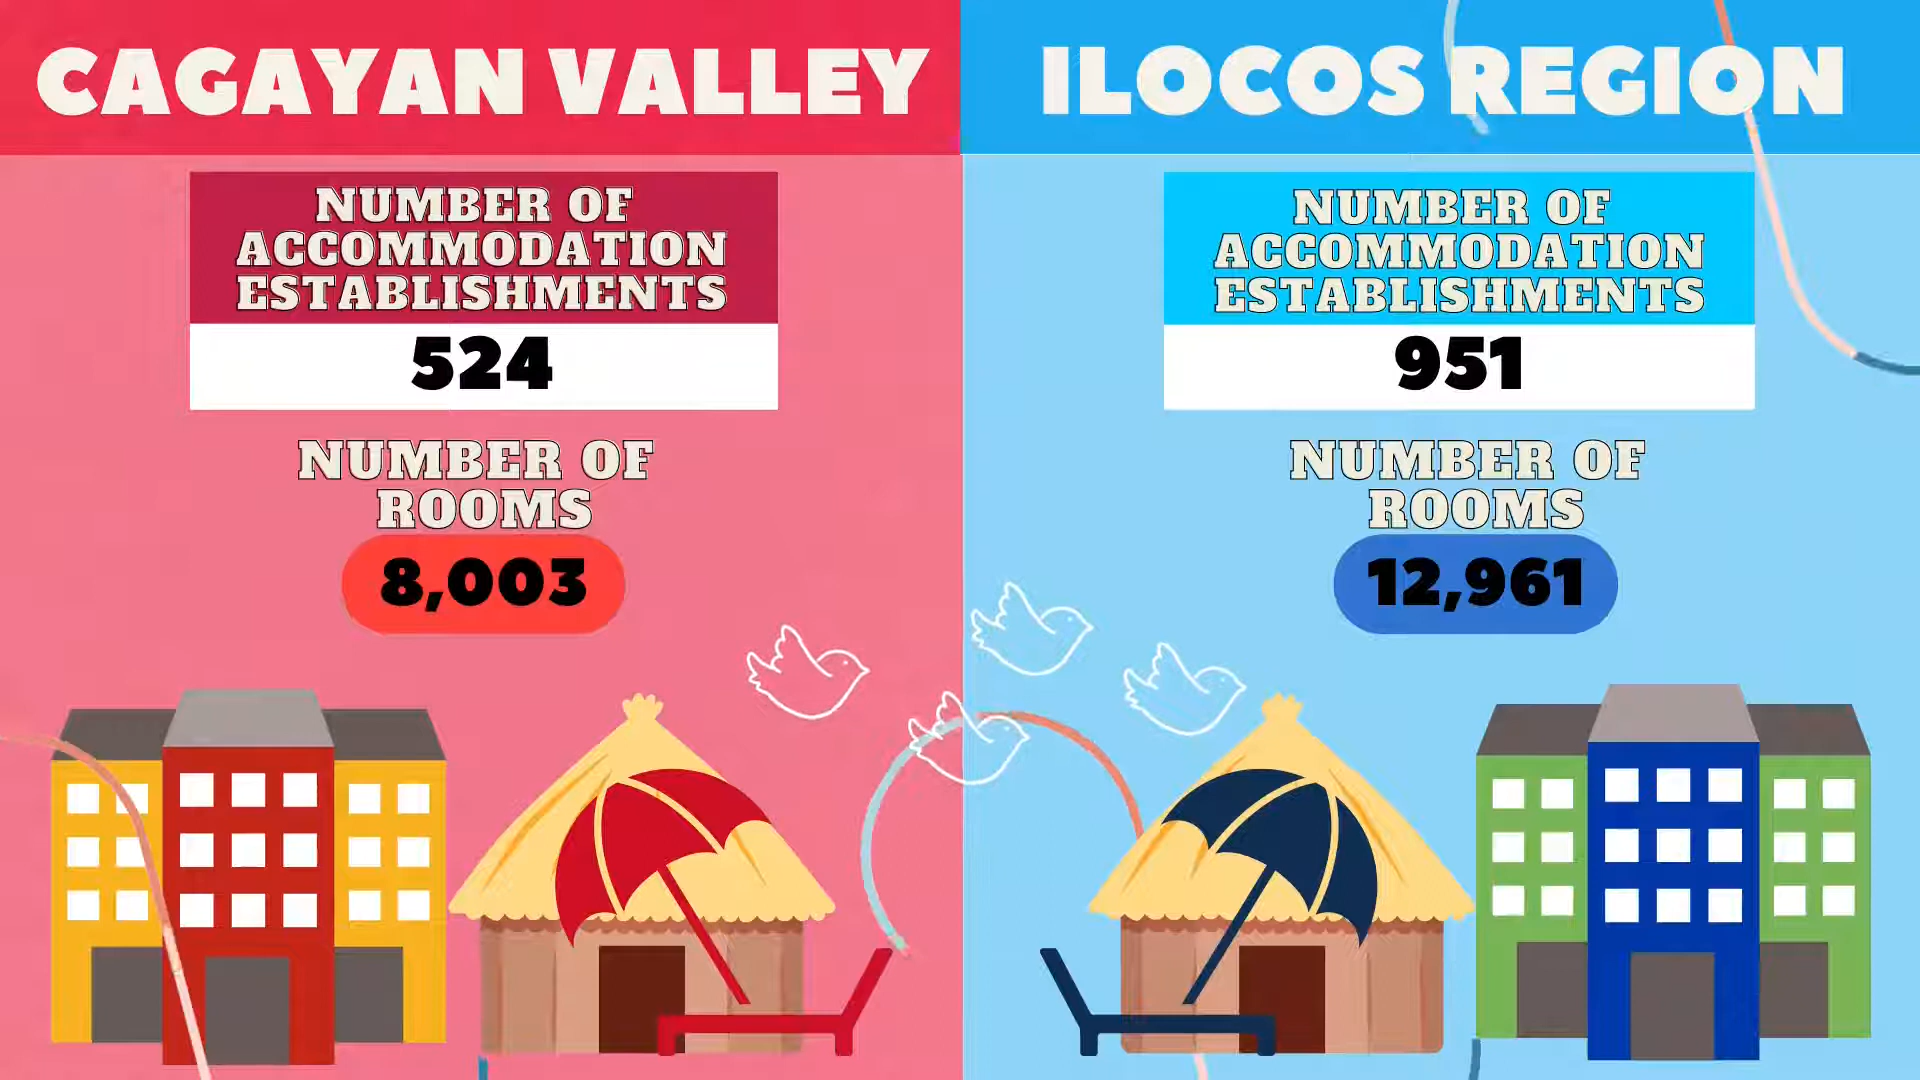 CAGAYAN VALLEY
NUMBER OF
ACCOMMODATION
ESTABLISHMENTS
524
NUMBER OF
ROOMS
8,003
ILOCOS REGION
NUMBER OF
ACCOMMODATION
ESTABLISHMENTS
951
NUMBER OF
ROOMS
12,961